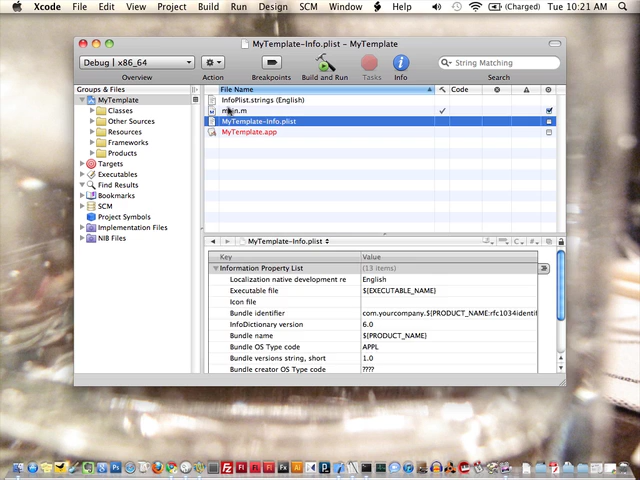 Xcode File Edit View Project Build Run Design SCM Window Help (Charged) Tue 10:21 AM
MyTemplate-Info.plist – MyTemplate
Debug | x86_64
String Matching
Overview Action Breakpoints Build and Run Tasks Info Search
Groups & Files
MyTemplate
Classes
Other Sources
Resources
Frameworks
Products
Targets
Executables
Find Results
Bookmarks
SCM
Project Symbols
Implementation Files
NIB Files
File Name Code
InfoPlist.strings (English)
main.m
MyTemplate-Info.plist
MyTemplate.app
MyTemplate-Info.plist
Key Value
Information Property List (13 items)
Localization native development re English
Executable file ${EXECUTABLE_NAME}
Icon file
Bundle identifier com.yourcompany.${PRODUCT_NAME:rfc1034identif
InfoDictionary version 6.0
Bundle name ${PRODUCT_NAME}
Bundle OS Type code APPL
Bundle versions string, short 1.0
Bundle creator OS Type code ????